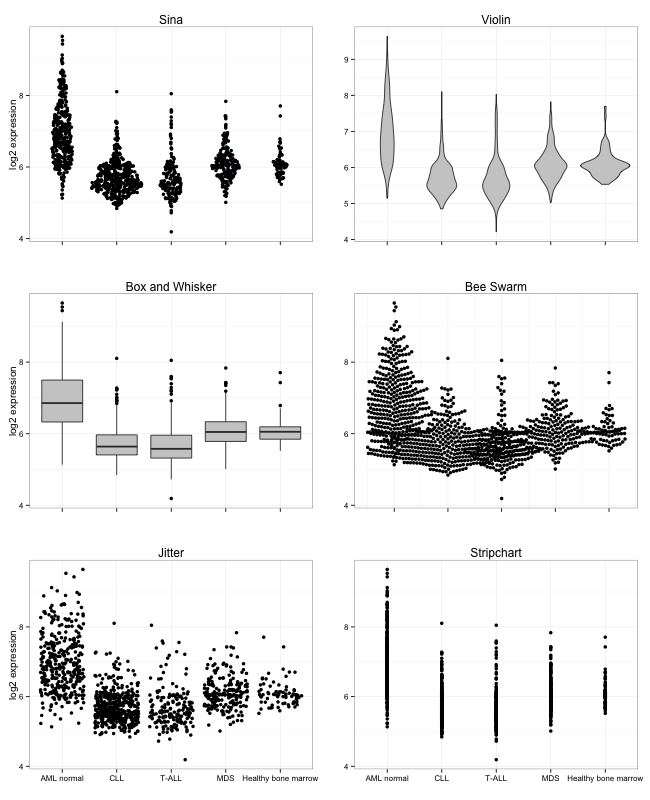 Sina
Violin
log2 expression
8
6
4
9
8
7
6
5
4
Box and Whisker
Bee Swarm
log2 expression
8
6
4
8
6
4
Jitter
Stripchart
log2 expression
8
6
4
8
6
4
AML normal CLL T-ALL MDS Healthy bone marrow
AML normal CLL T-ALL MDS Healthy bone marrow